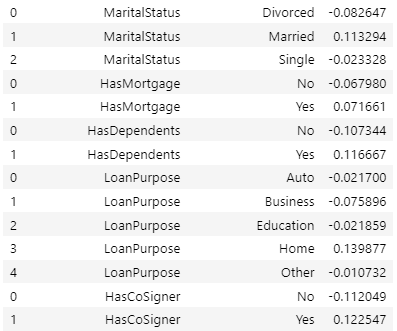 0 MaritalStatus Divorced -0.082647
1 MaritalStatus Married 0.113294
2 MaritalStatus Single -0.023328
0 HasMortgage No -0.067980
1 HasMortgage Yes 0.071661
0 HasDependents No -0.107344
1 HasDependents Yes 0.116667
0 LoanPurpose Auto -0.021700
1 LoanPurpose Business -0.075896
2 LoanPurpose Education -0.021859
3 LoanPurpose Home 0.139877
4 LoanPurpose Other -0.010732
0 HasCoSigner No -0.112049
1 HasCoSigner Yes 0.122547